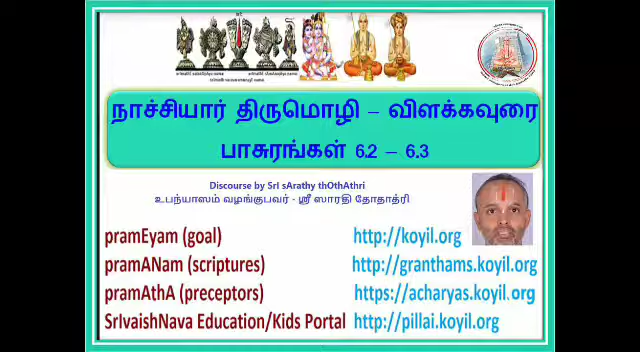 நாச்சியார் திருமொழி – விளக்கவுரை
பாசுரங்கள் 6.2 – 6.3
Discourse by SrI sArathy thOthAthri
உபந்யாஸம் வழங்குபவர் - ஸ்ரீ ஸாரதி தோதாத்ரி
pramEyam (goal) http://koyil.org
pramANam (scriptures) http://granthams.koyil.org
pramAthA (preceptors) https://acharyas.koyil.org
SrIvaishNava Education/Kids Portal http://pillai.koyil.org